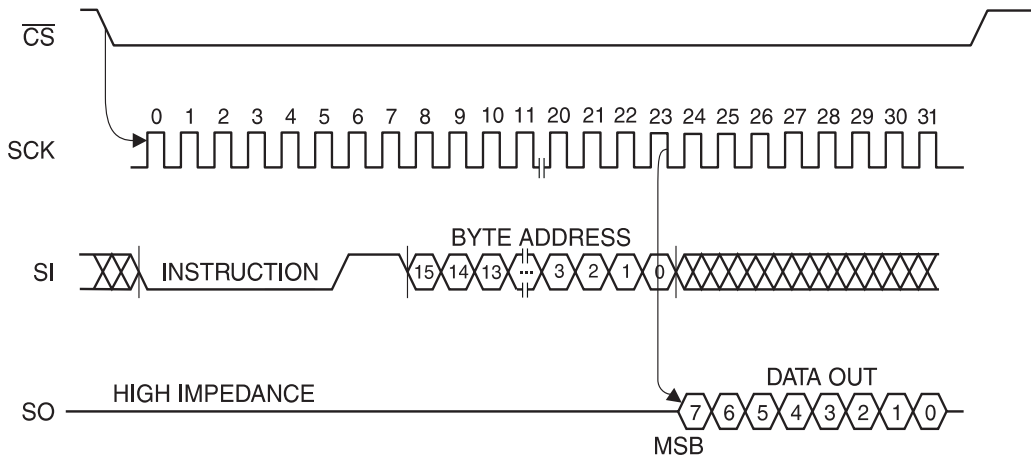 CS
0 1 2 3 4 5 6 7 8 9 10 11 20 21 22 23 24 25 26 27 28 29 30 31
SCK
BYTE ADDRESS
SI INSTRUCTION 15 14 13 ... 3 2 1 0
HIGH IMPEDANCE DATA OUT
SO 7 6 5 4 3 2 1 0
MSB